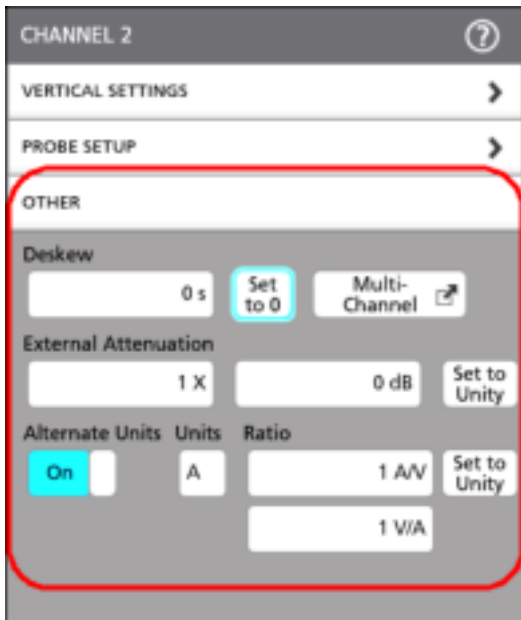 CHANNEL 2 ?
VERTICAL SETTINGS
PROBE SETUP
OTHER
Deskew
0 s Set to 0 Multi-Channel
External Attenuation
1 X 0 dB Set to Unity
Alternate Units Units Ratio
On A 1 A/V Set to Unity
1 V/A